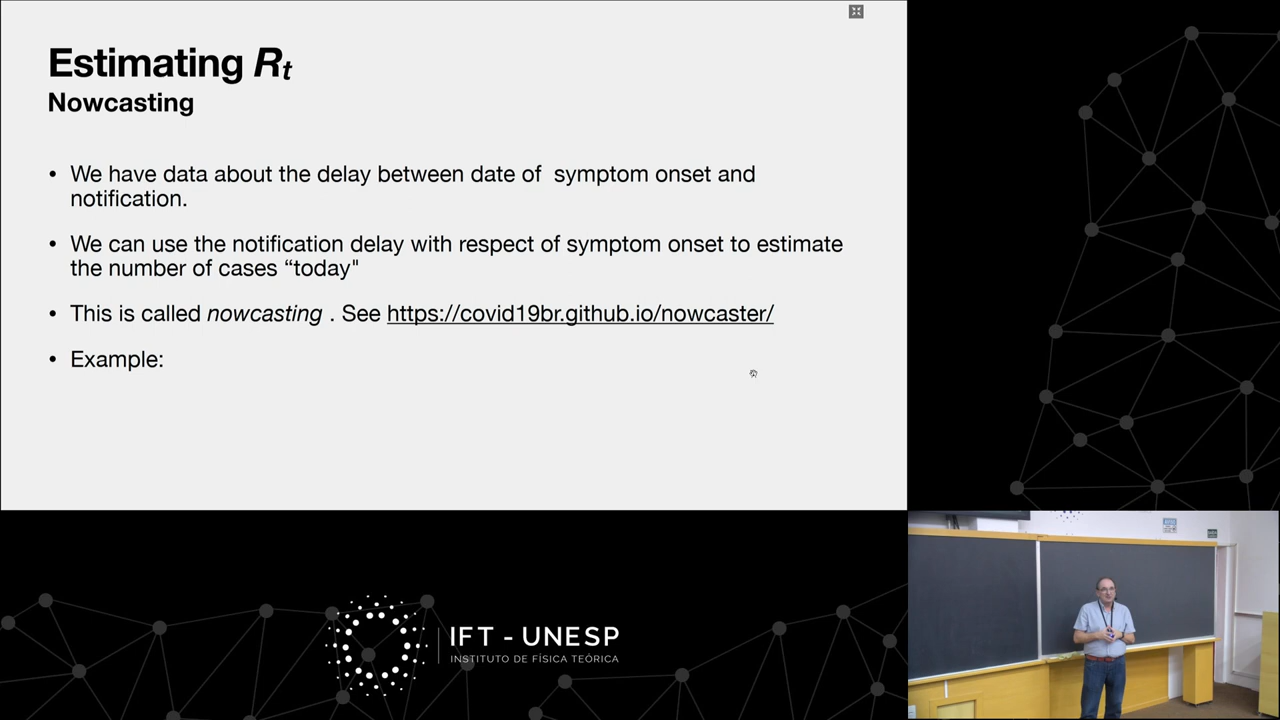 Estimating Rt
Nowcasting
• We have data about the delay between date of symptom onset and
notification.
• We can use the notification delay with respect of symptom onset to estimate
the number of cases “today"
• This is called nowcasting . See https://covid19br.github.io/nowcaster/
• Example:
IFT - UNESP
INSTITUTO DE FÍSICA TEÓRICA